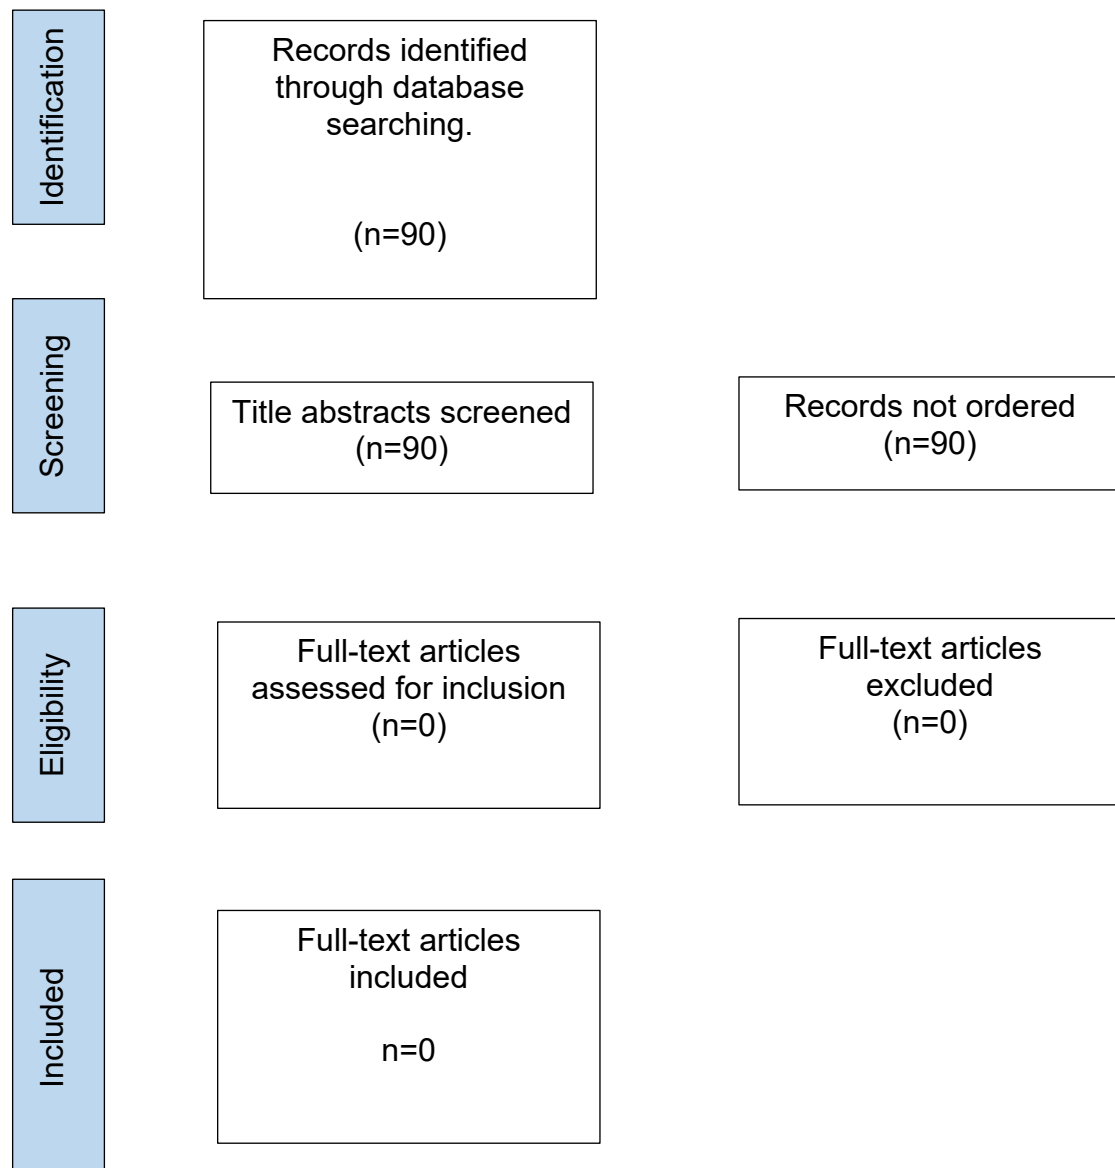 Identification
Records identified
through database
searching.
(n=90)
Screening
Title abstracts screened
(n=90)
Records not ordered
(n=90)
Eligibility
Full-text articles
assessed for inclusion
(n=0)
Full-text articles
excluded
(n=0)
Included
Full-text articles
included
n=0